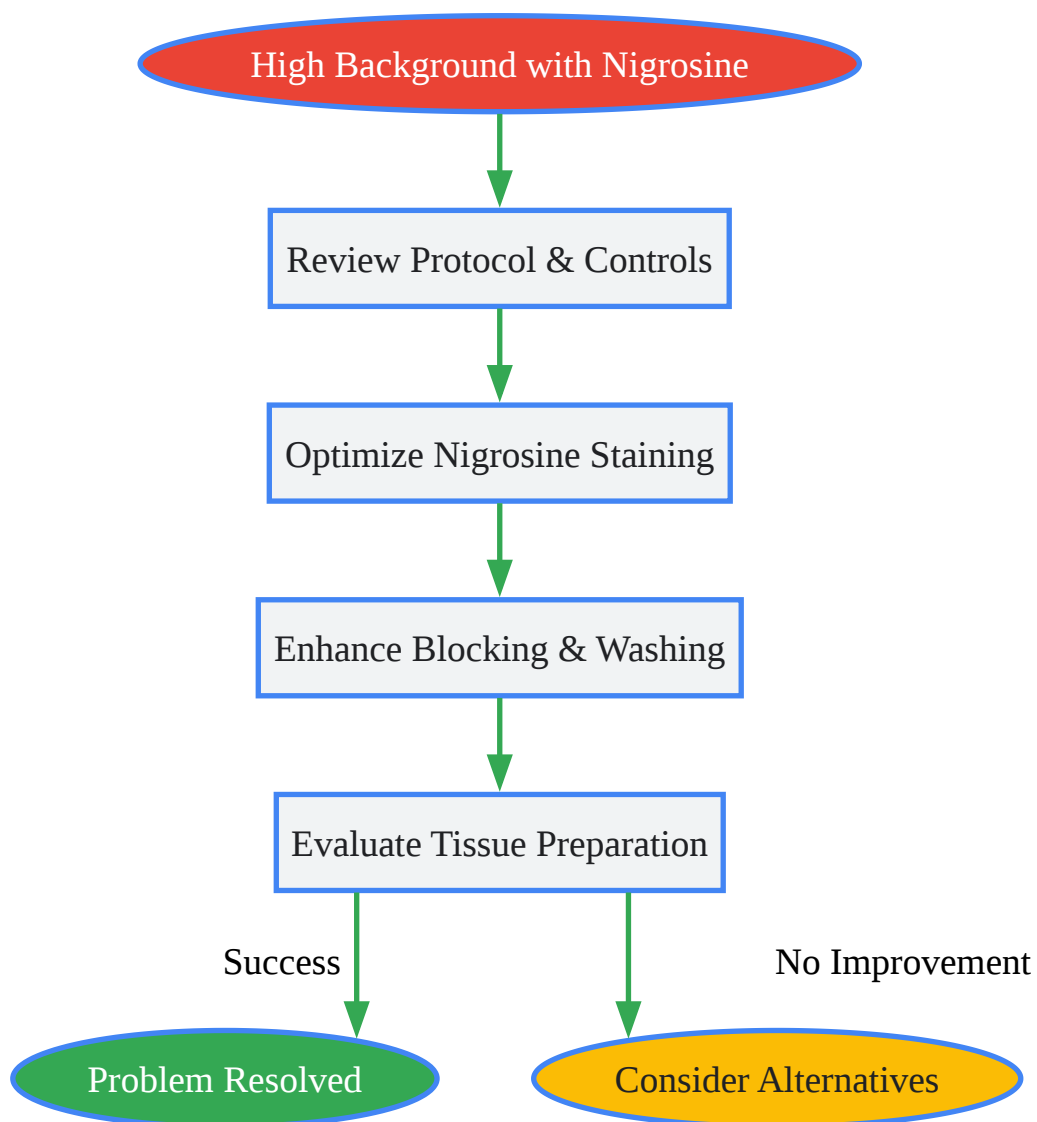 High Background with Nigrosine
Review Protocol & Controls
Optimize Nigrosine Staining
Enhance Blocking & Washing
Evaluate Tissue Preparation
Success
No Improvement
Problem Resolved
Consider Alternatives